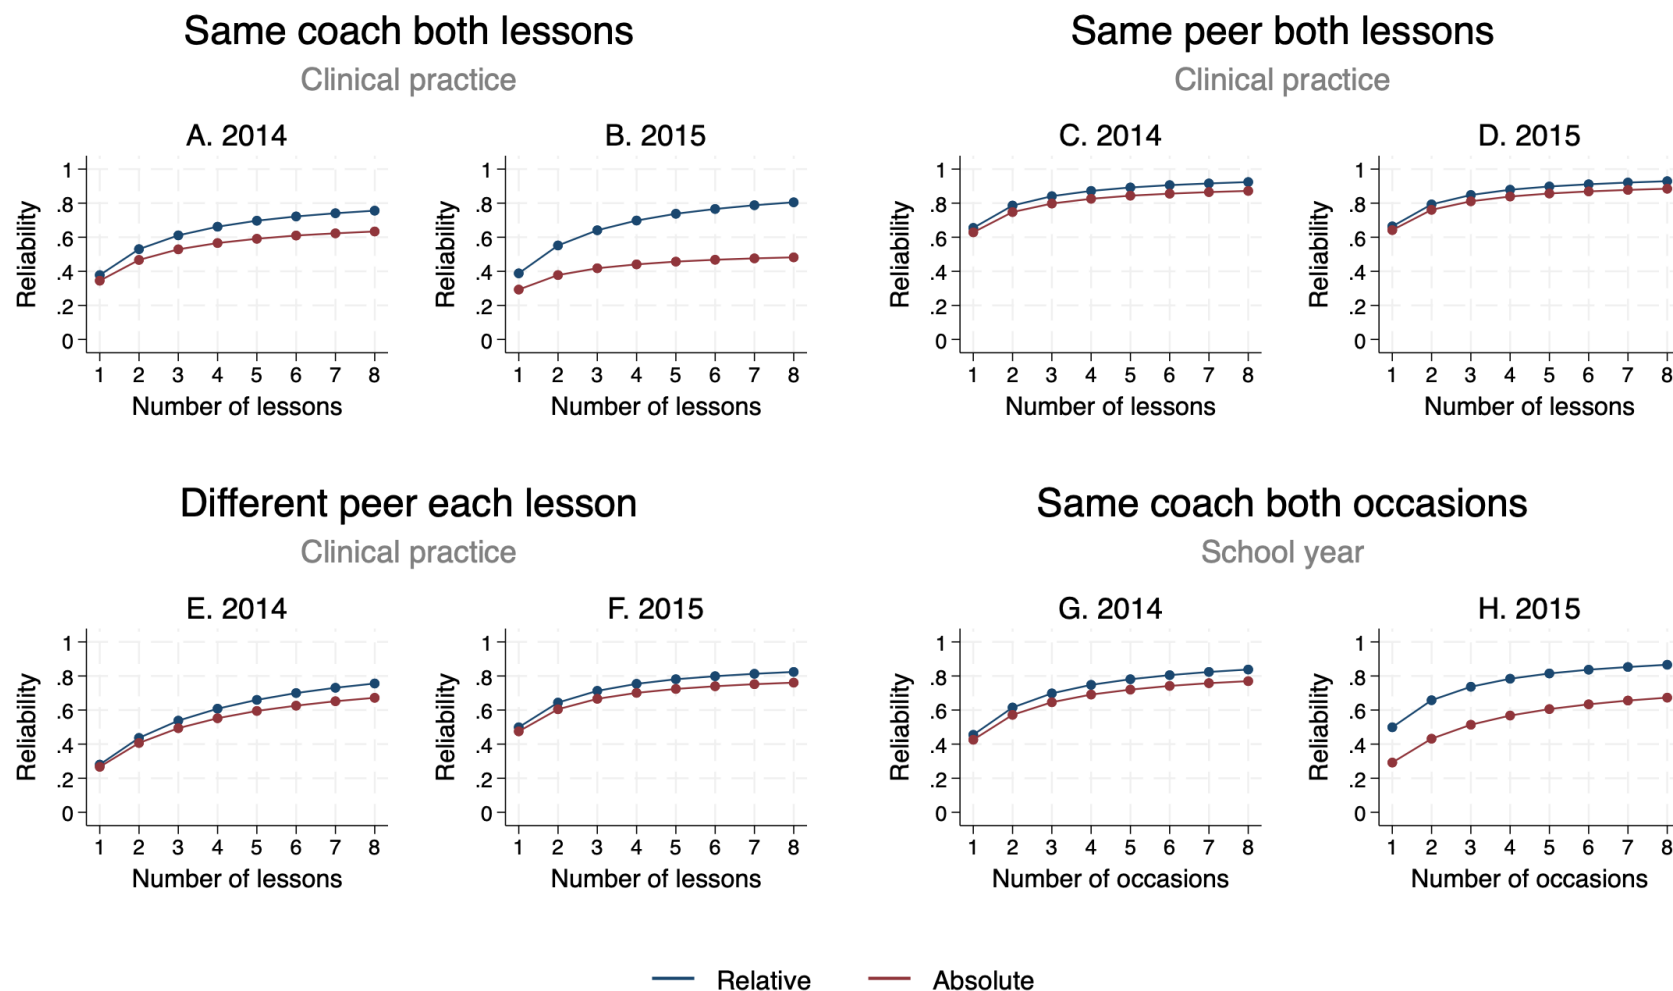 Same coach both lessons
Clinical practice
A. 2014
B. 2015
1
.8
.6
.4
.2
0
Reliability
1 2 3 4 5 6 7 8
Number of lessons
1
.8
.6
.4
.2
0
Reliability
1 2 3 4 5 6 7 8
Number of lessons
Same peer both lessons
Clinical practice
C. 2014
D. 2015
1
.8
.6
.4
.2
0
Reliability
1 2 3 4 5 6 7 8
Number of lessons
1
.8
.6
.4
.2
0
Reliability
1 2 3 4 5 6 7 8
Number of lessons
Different peer each lesson
Clinical practice
E. 2014
F. 2015
1
.8
.6
.4
.2
0
Reliability
1 2 3 4 5 6 7 8
Number of lessons
1
.8
.6
.4
.2
0
Reliability
1 2 3 4 5 6 7 8
Number of lessons
Same coach both occasions
School year
G. 2014
H. 2015
1
.8
.6
.4
.2
0
Reliability
1 2 3 4 5 6 7 8
Number of occasions
1
.8
.6
.4
.2
0
Reliability
1 2 3 4 5 6 7 8
Number of occasions
Relative
Absolute